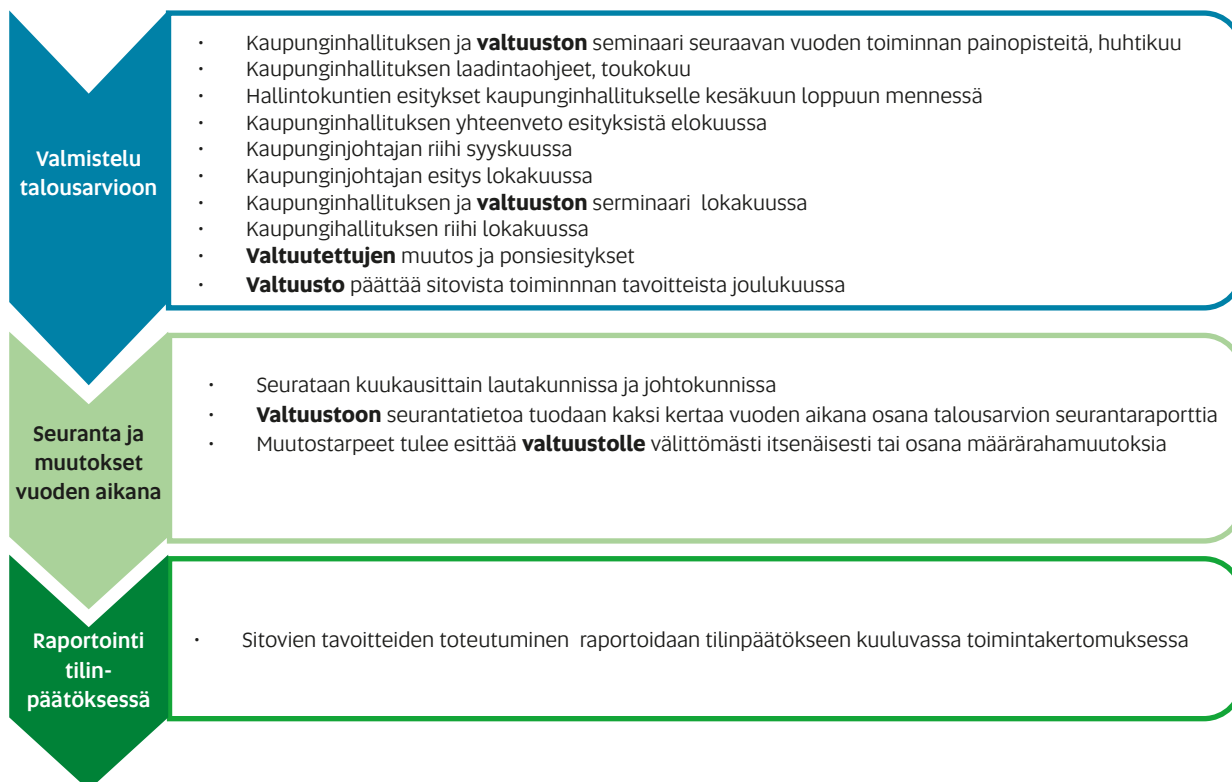 Valmistelu
talousarvioon
· Kaupunginhallituksen ja valtuuston seminaari seuraavan vuoden toiminnan painopisteitä, huhtikuu
· Kaupunginhallituksen laadintaohjeet, toukokuu
· Hallintokuntien esitykset kaupunginhallitukselle kesäkuun loppuun mennessä
· Kaupunginhallituksen yhteenveto esityksistä elokuussa
· Kaupunginjohtajan riihi syyskuussa
· Kaupunginjohtajan esitys lokakuussa
· Kaupunginhallituksen ja valtuuston serminaari lokakuussa
· Kaupungihallituksen riihi lokakuussa
· Valtuutettujen muutos ja ponsiesitykset
· Valtuusto päättää sitovista toiminnnan tavoitteista joulukuussa
Seuranta ja
muutokset
vuoden aikana
· Seurataan kuukausittain lautakunnissa ja johtokunnissa
· Valtuustoon seurantatietoa tuodaan kaksi kertaa vuoden aikana osana talousarvion seurantaraporttia
· Muutostarpeet tulee esittää valtuustolle välittömästi itsenäisesti tai osana määrärahamuutoksia
Raportointi
tilin-
päätöksessä
· Sitovien tavoitteiden toteutuminen raportoidaan tilinpäätökseen kuuluvassa toimintakertomuksessa